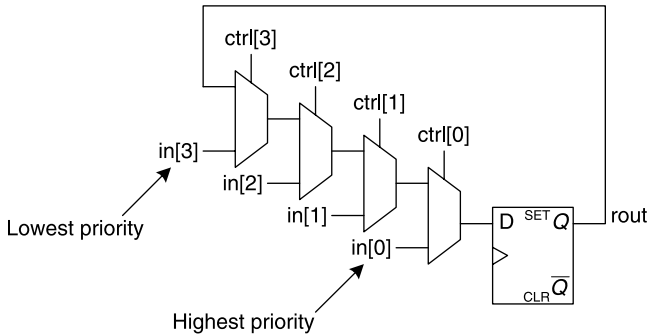 ctrl[3]
ctrl[2]
ctrl[1]
ctrl[0]
in[3]
in[2]
in[1]
in[0]
Lowest priority
Highest priority
D SET Q
rout
CLR Q̅